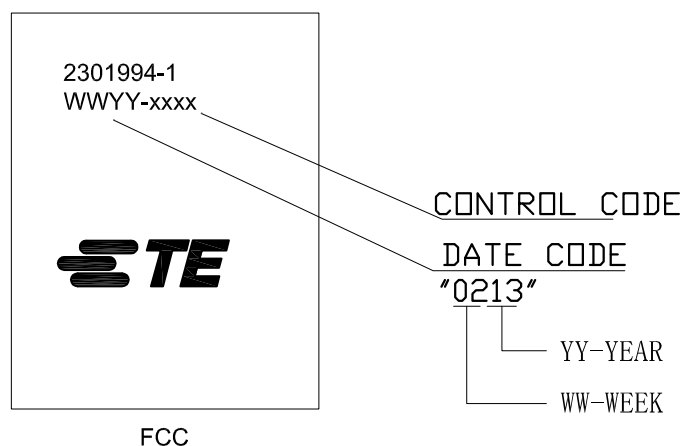 2301994-1
WWYY-xxxx
CONTROL CODE
DATE CODE
"0213"
TE
YY-YEAR
WW-WEEK
FCC